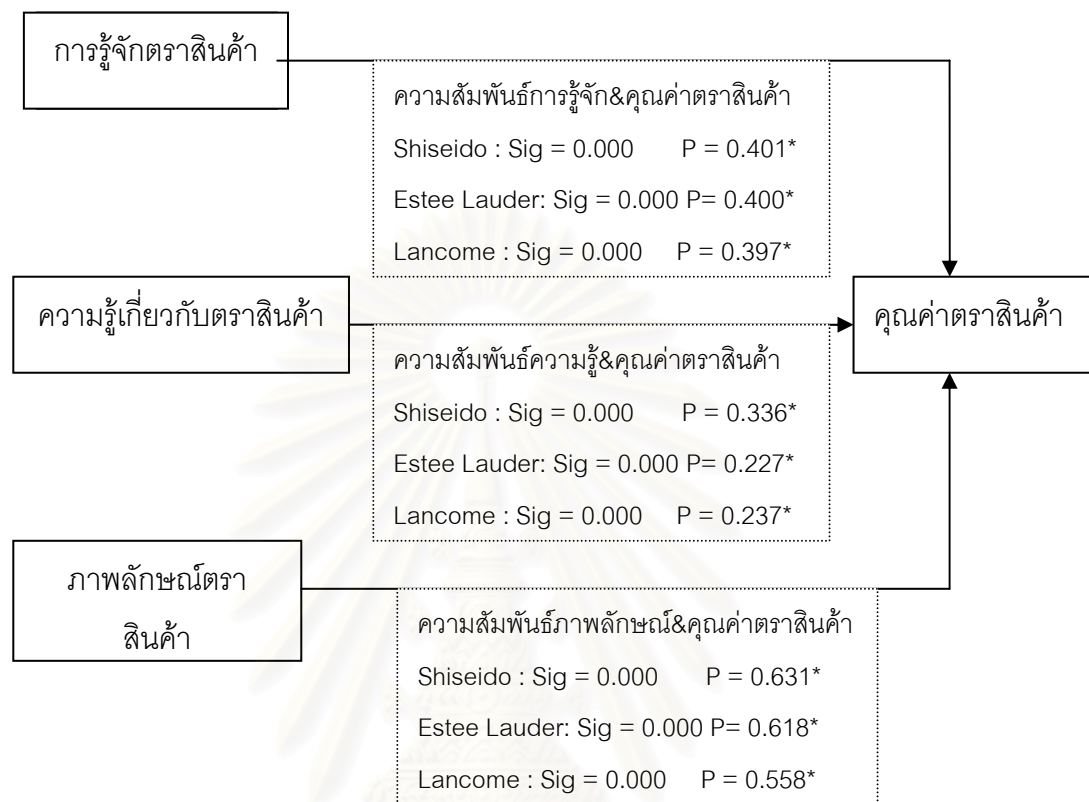 การรู้จักตราสินค้า
ความสัมพันธ์การรู้จัก&คุณค่าตราสินค้า
Shiseido : Sig = 0.000 P = 0.401*
Estee Lauder: Sig = 0.000 P= 0.400*
Lancome : Sig = 0.000 P = 0.397*
ความรู้เกี่ยวกับตราสินค้า
คุณค่าตราสินค้า
ความสัมพันธ์ความรู้&คุณค่าตราสินค้า
Shiseido : Sig = 0.000 P = 0.336*
Estee Lauder: Sig = 0.000 P= 0.227*
Lancome : Sig = 0.000 P = 0.237*
ภาพลักษณ์ตรา
สินค้า
ความสัมพันธ์ภาพลักษณ์&คุณค่าตราสินค้า
Shiseido : Sig = 0.000 P = 0.631*
Estee Lauder: Sig = 0.000 P= 0.618*
Lancome : Sig = 0.000 P = 0.558*